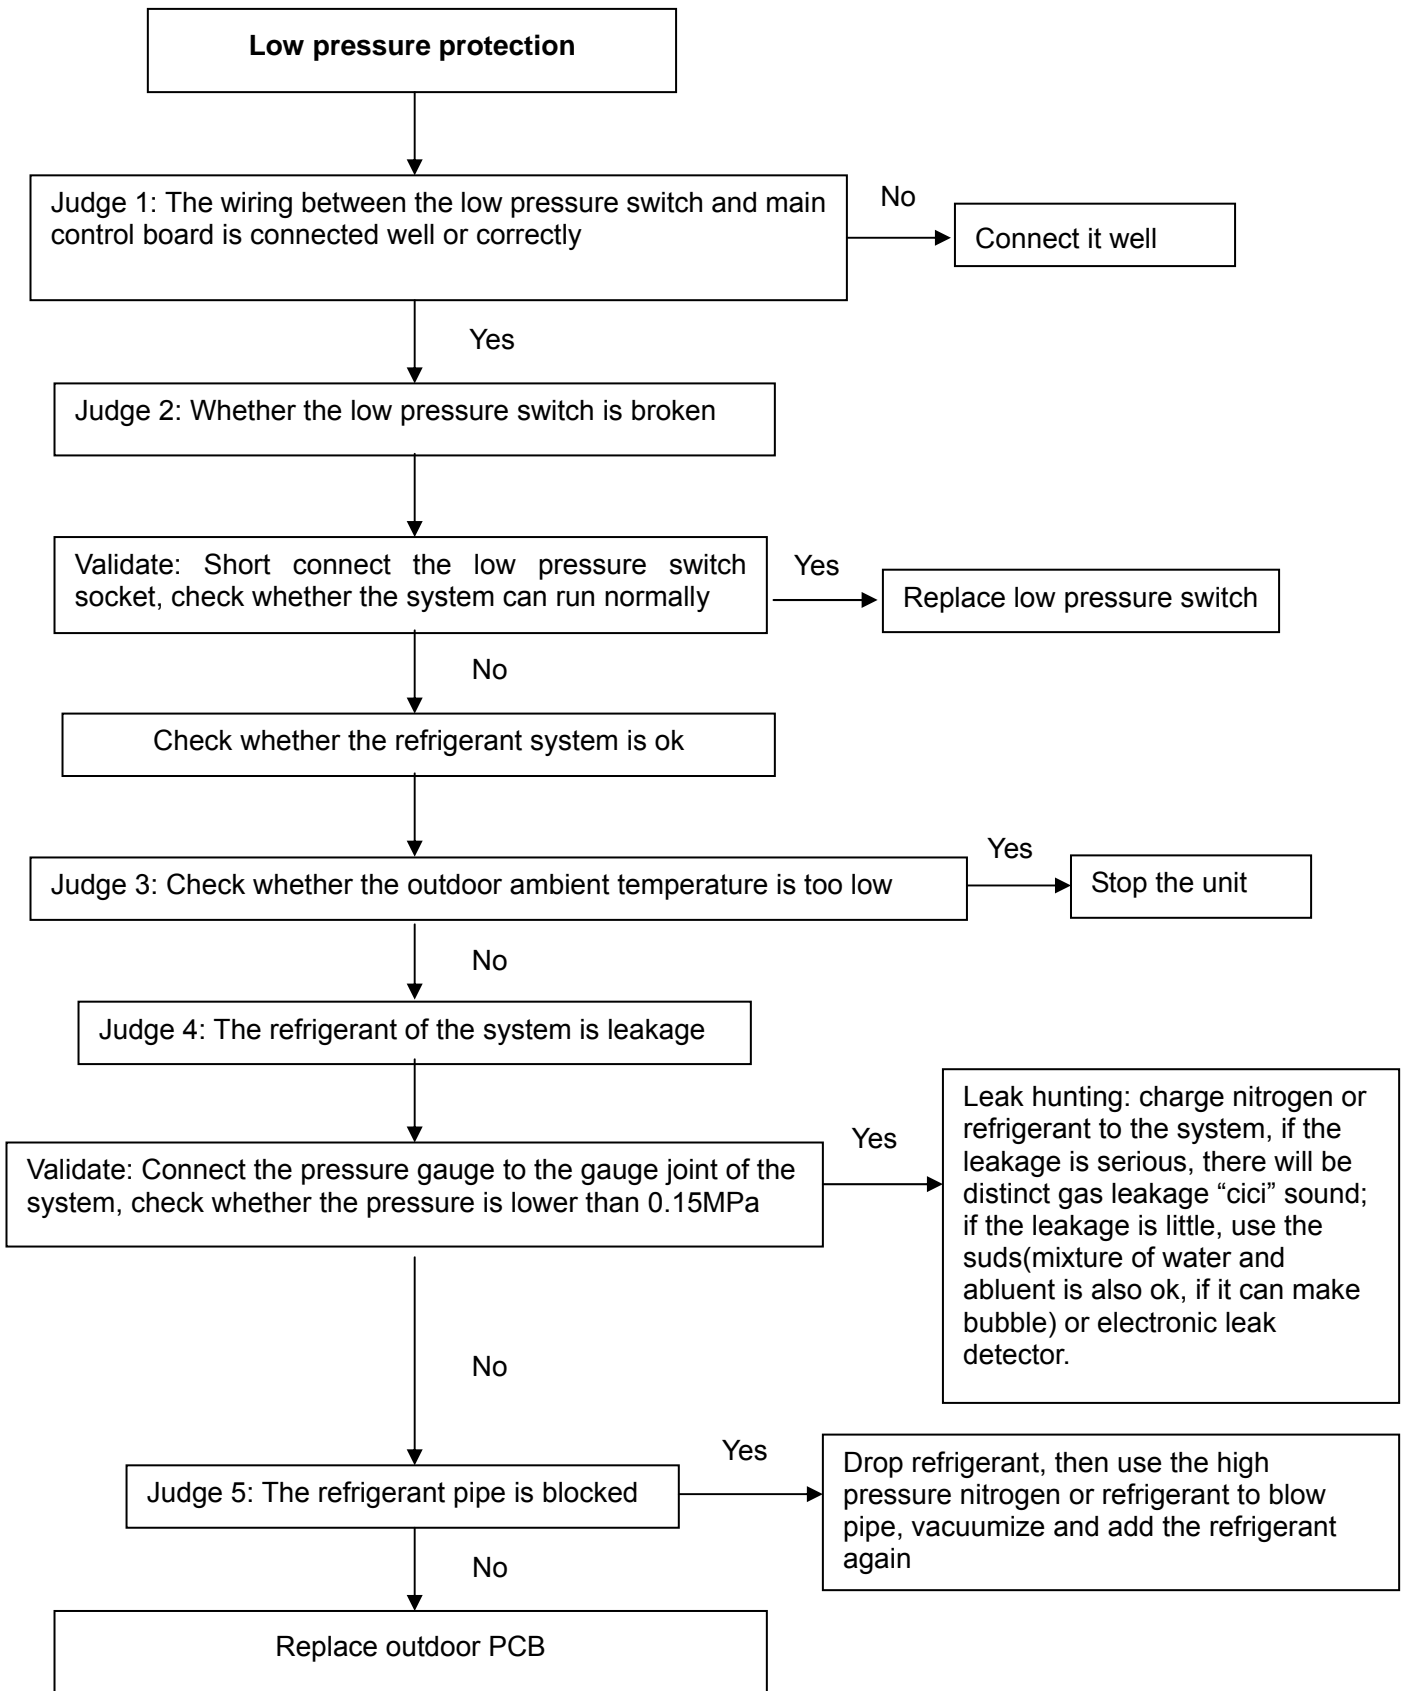 Low pressure protection
Judge 1: The wiring between the low pressure switch and main
control board is connected well or correctly
No
Connect it well
Yes
Judge 2: Whether the low pressure switch is broken
Validate: Short connect the low pressure switch
socket, check whether the system can run normally
Yes
Replace low pressure switch
No
Check whether the refrigerant system is ok
Judge 3: Check whether the outdoor ambient temperature is too low
Yes
Stop the unit
No
Judge 4: The refrigerant of the system is leakage
Validate: Connect the pressure gauge to the gauge joint of the
system, check whether the pressure is lower than 0.15MPa
Yes
Leak hunting: charge nitrogen or
refrigerant to the system, if the
leakage is serious, there will be
distinct gas leakage “cici” sound;
if the leakage is little, use the
suds(mixture of water and
abluent is also ok, if it can make
bubble) or electronic leak
detector.
No
Judge 5: The refrigerant pipe is blocked
Yes
Drop refrigerant, then use the high
pressure nitrogen or refrigerant to blow
pipe, vacuumize and add the refrigerant
again
No
Replace outdoor PCB